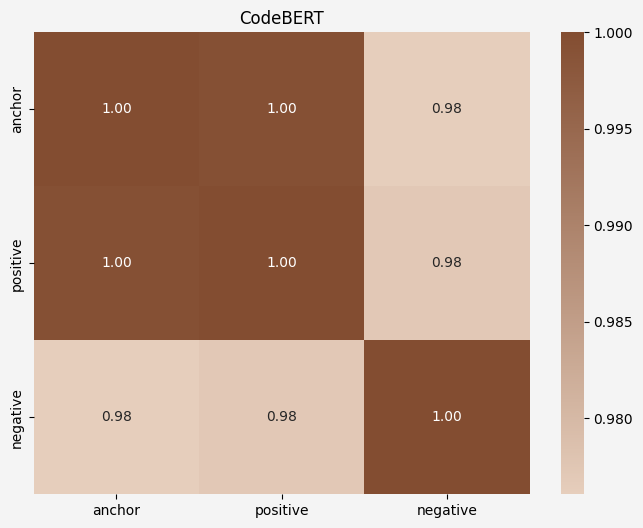 CodeBERT
1.000
anchor 1.00 1.00 0.98
0.995
0.990
positive 1.00 1.00 0.98
0.985
negative 0.98 0.98 1.00
0.980
anchor positive negative